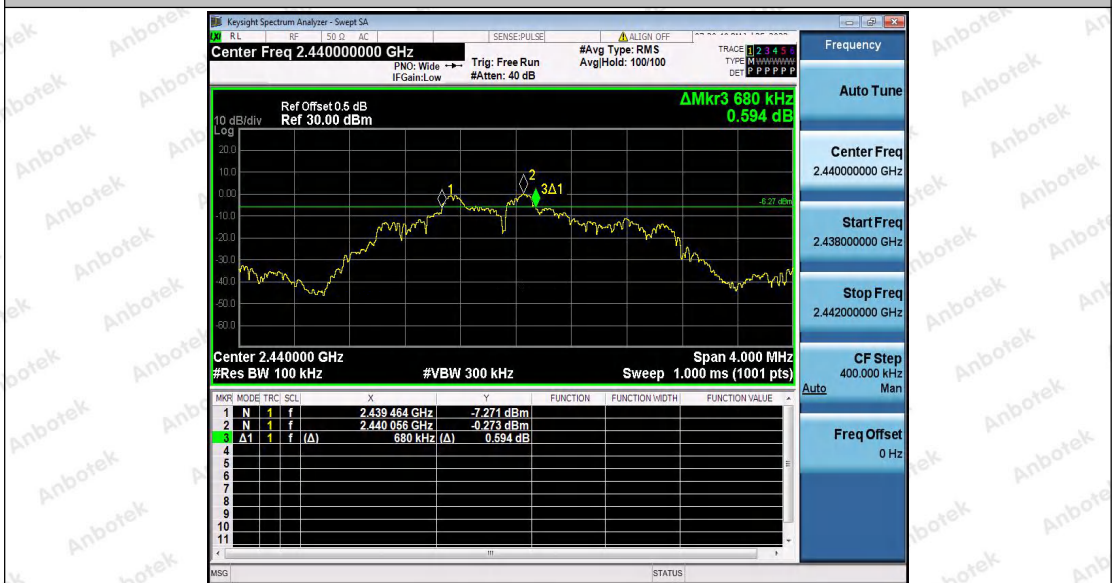 Keysight Spectrum Analyzer - Swept SA
RL RF 50 Ω AC SENSE:PULSE ALIGN OFF
Center Freq 2.440000000 GHz
PNO: Wide
IFGain:Low
Trig: Free Run
#Atten: 40 dB
#Avg Type: RMS
Avg|Hold: 100/100
TRACE 1 2 3 4 5 6
TYPE M W W W W W
DET P P P P P P
ΔMkr3 680 kHz
0.594 dB
Ref Offset 0.5 dB
10 dB/div Ref 30.00 dBm
Log
20.0
10.0
0.00
-10.0
-20.0
-30.0
-40.0
-50.0
-60.0
1
2
3Δ1
-6.27 dBm
Center 2.440000 GHz Span 4.000 MHz
#Res BW 100 kHz #VBW 300 kHz Sweep 1.000 ms (1001 pts)
MKR MODE TRC SCL X Y FUNCTION FUNCTION WIDTH FUNCTION VALUE
1 N 1 f 2.439 464 GHz -7.271 dBm
2 N 1 f 2.440 056 GHz -0.273 dBm
3 Δ1 1 f (Δ) 680 kHz (Δ) 0.594 dB
4
5
6
7
8
9
10
11
MSG STATUS
Frequency
Auto Tune
Center Freq
2.440000000 GHz
Start Freq
2.438000000 GHz
Stop Freq
2.442000000 GHz
CF Step
400.000 kHz
Auto Man
Freq Offset
0 Hz
Anbotek